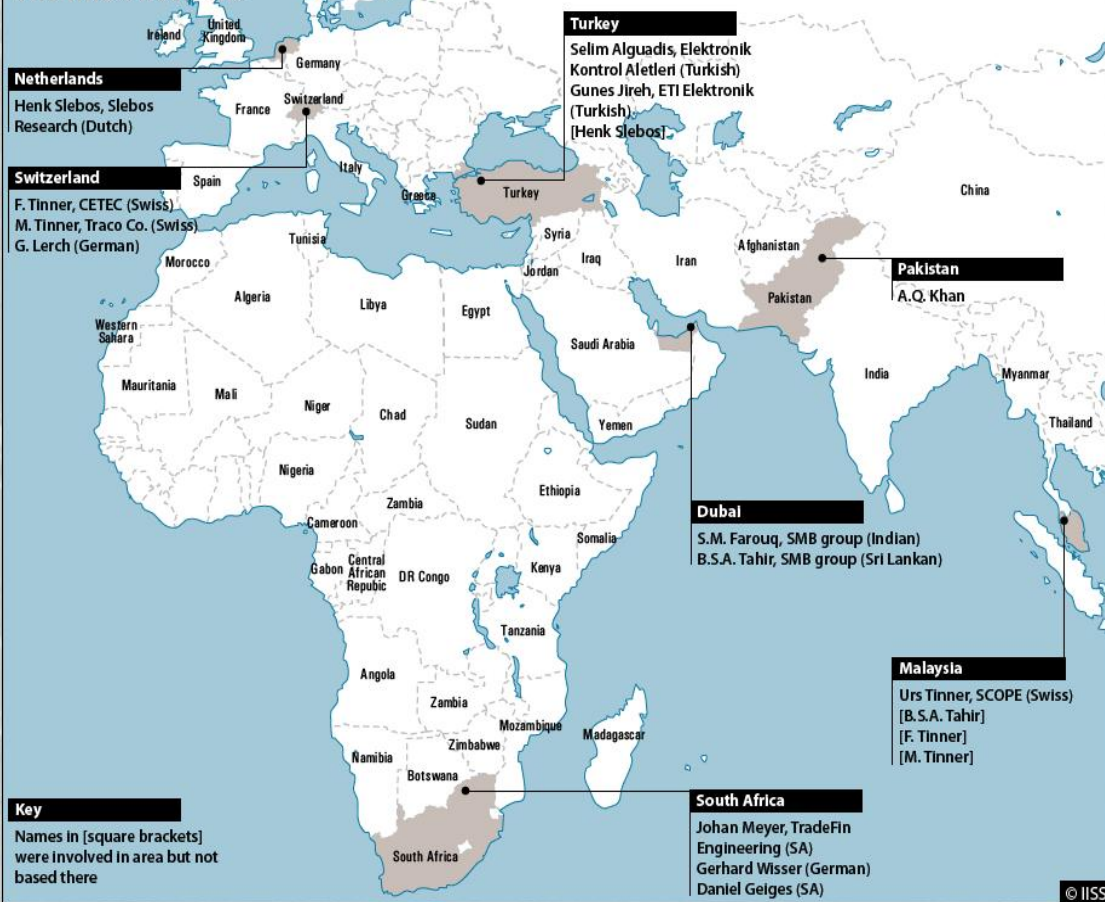 Ireland
United
Kingdom
Germany
France
Switzerland
Italy
Spain
Greece
Netherlands
Henk Slebos, Slebos
Research (Dutch)
Switzerland
F. Tinner, CETEC (Swiss)
M. Tinner, Traco Co. (Swiss)
G. Lerch (German)
Turkey
Selim Alguadis, Elektronik
Kontrol Aletleri (Turkish)
Gunes Jireh, ETI Elektronik
(Turkish)
[Henk Slebos]
Turkey
China
Syria
Iraq
Iran
Jordan
Afghanistan
Pakistan
Pakistan
A.Q. Khan
Tunisia
Morocco
Algeria
Libya
Egypt
Saudi Arabia
Western
Sahara
Mauritania
Mali
Niger
Chad
Sudan
Yemen
India
Myanmar
Thailand
Nigeria
Ethiopia
Zambia
Cameroon
Somalia
Gabon
Central
African
Repubic
DR Congo
Kenya
Tanzania
Dubai
S.M. Farouq, SMB group (Indian)
B.S.A. Tahir, SMB group (Sri Lankan)
Angola
Zambia
Mozambique
Madagascar
Zimbabwe
Namibia
Botswana
South Africa
Malaysia
Urs Tinner, SCOPE (Swiss)
[B.S.A. Tahir]
[F. Tinner]
[M. Tinner]
South Africa
Johan Meyer, TradeFin
Engineering (SA)
Gerhard Wisser (German)
Daniel Geiges (SA)
Key
Names in [square brackets]
were involved in area but not
based there
© IISS